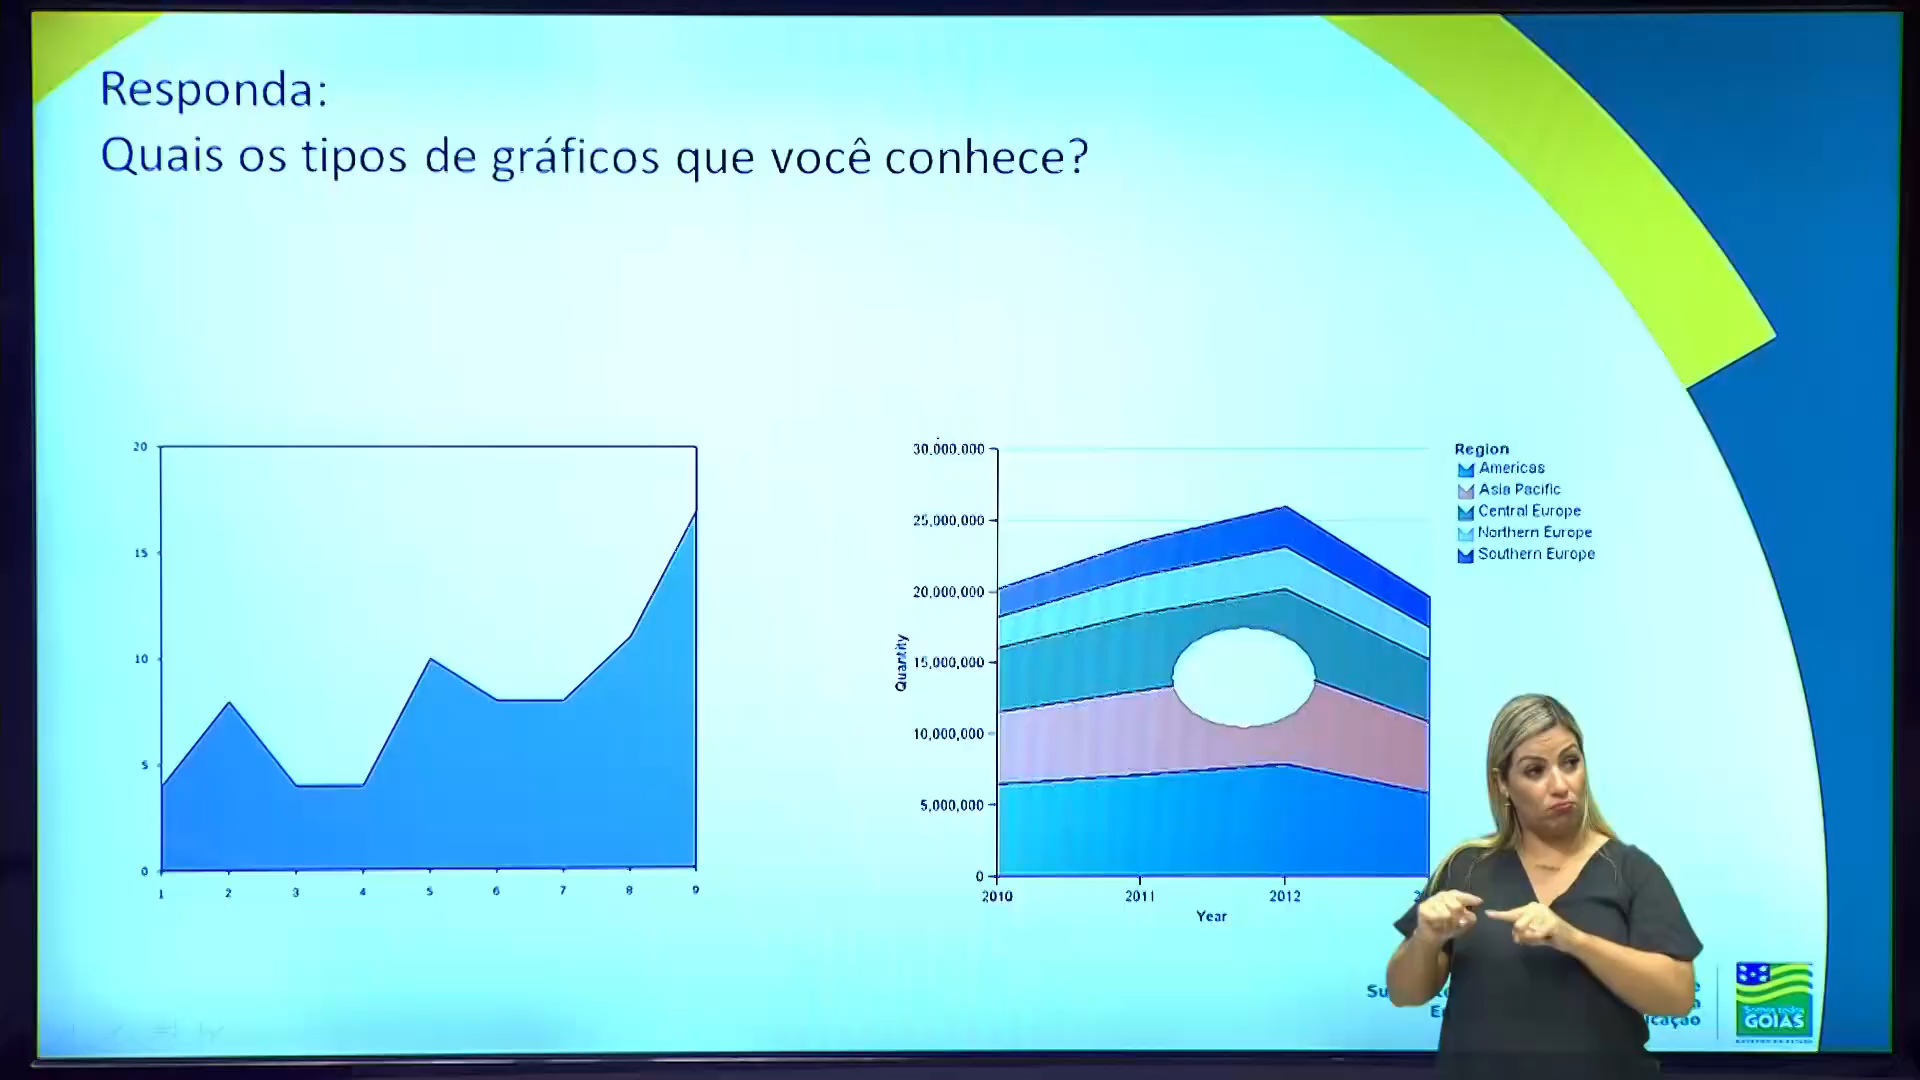 Responda:
Quais os tipos de gráficos que você conhece?
20
15
10
5
0
1 2 3 4 5 6 7 8 9
30,000,000
25,000,000
20,000,000
15,000,000
10,000,000
5,000,000
0
Quantity
2010 2011 2012
Year
Region
Americas
Asia Pacific
Central Europe
Northern Europe
Southern Europe
Somos todos
GOIÁS